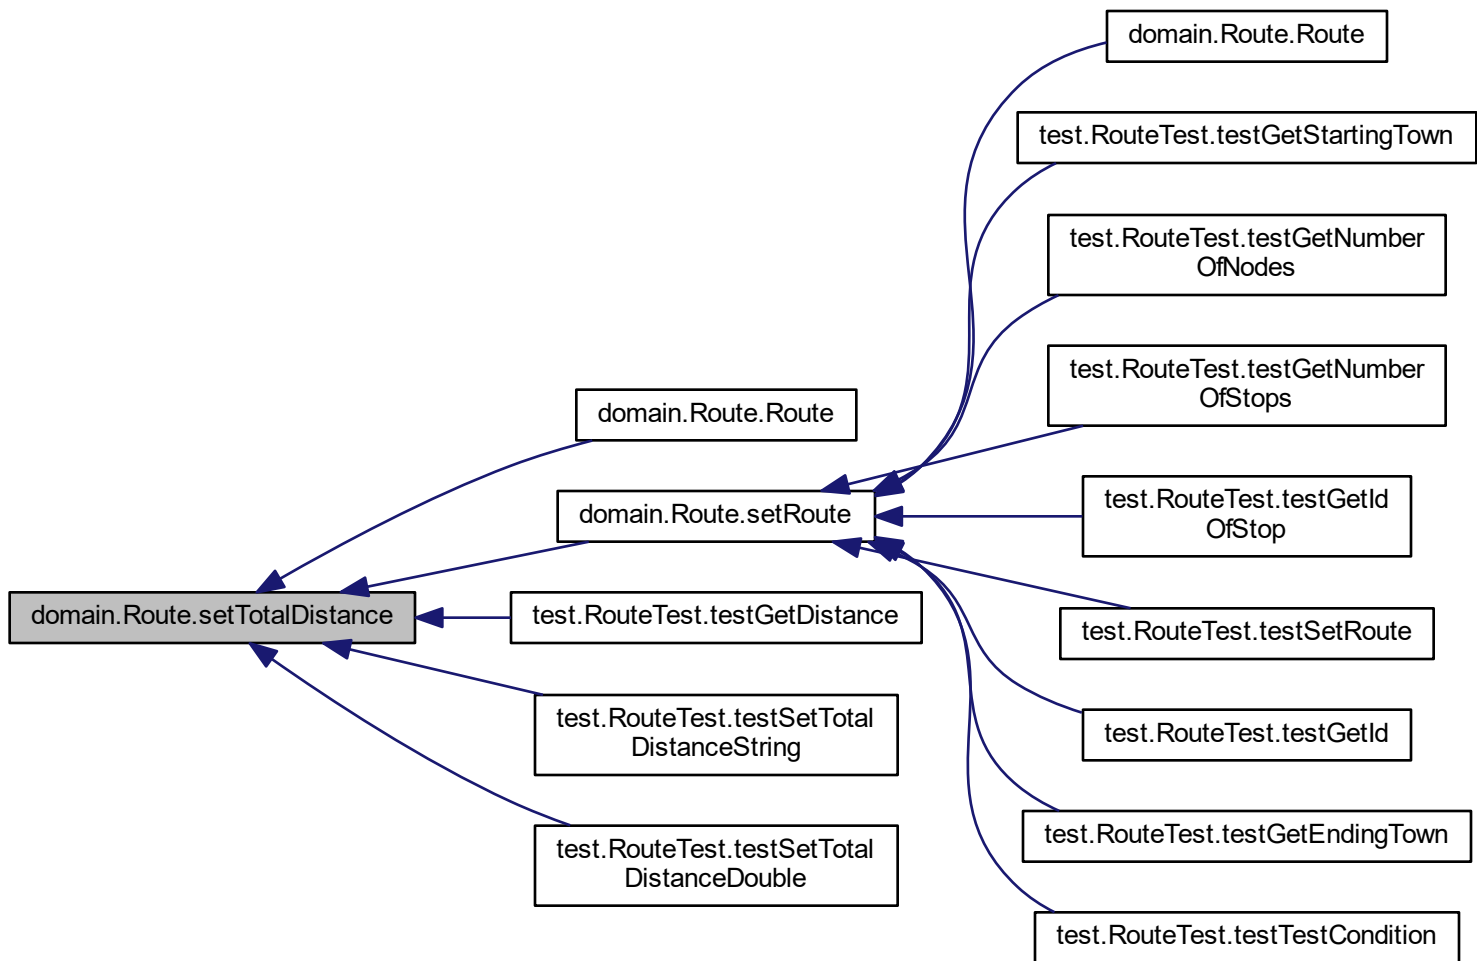 domain.Route.Route
test.RouteTest.testGetStartingTown
test.RouteTest.testGetNumber
OfNodes
test.RouteTest.testGetNumber
OfStops
domain.Route.Route
domain.Route.setRoute
test.RouteTest.testGetId
OfStop
domain.Route.setTotalDistance
test.RouteTest.testGetDistance
test.RouteTest.testSetRoute
test.RouteTest.testSetTotal
DistanceString
test.RouteTest.testGetId
test.RouteTest.testSetTotal
DistanceDouble
test.RouteTest.testGetEndingTown
test.RouteTest.testTestCondition